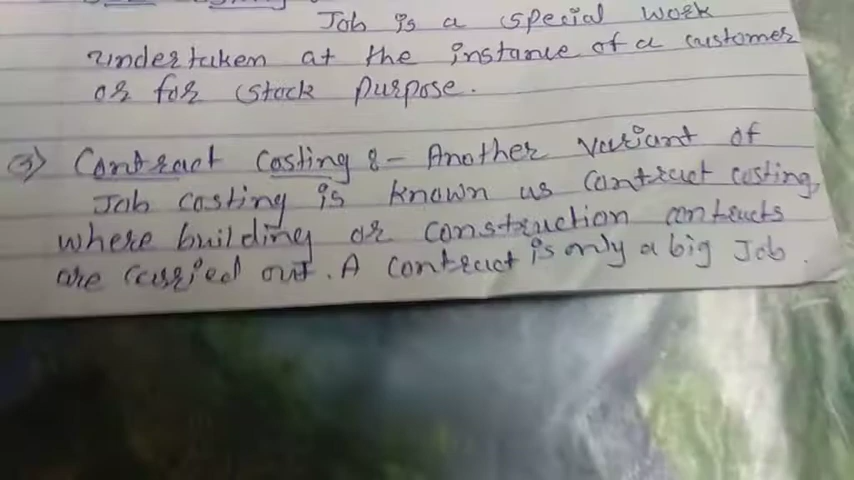 Job is a special work
undertaken at the instance of a customer
or for stock purpose.
3) Contract Costing :- Another variant of
Job costing is known as Contract costing,
where building or construction contracts
are carried out. A contract is only a big Job.